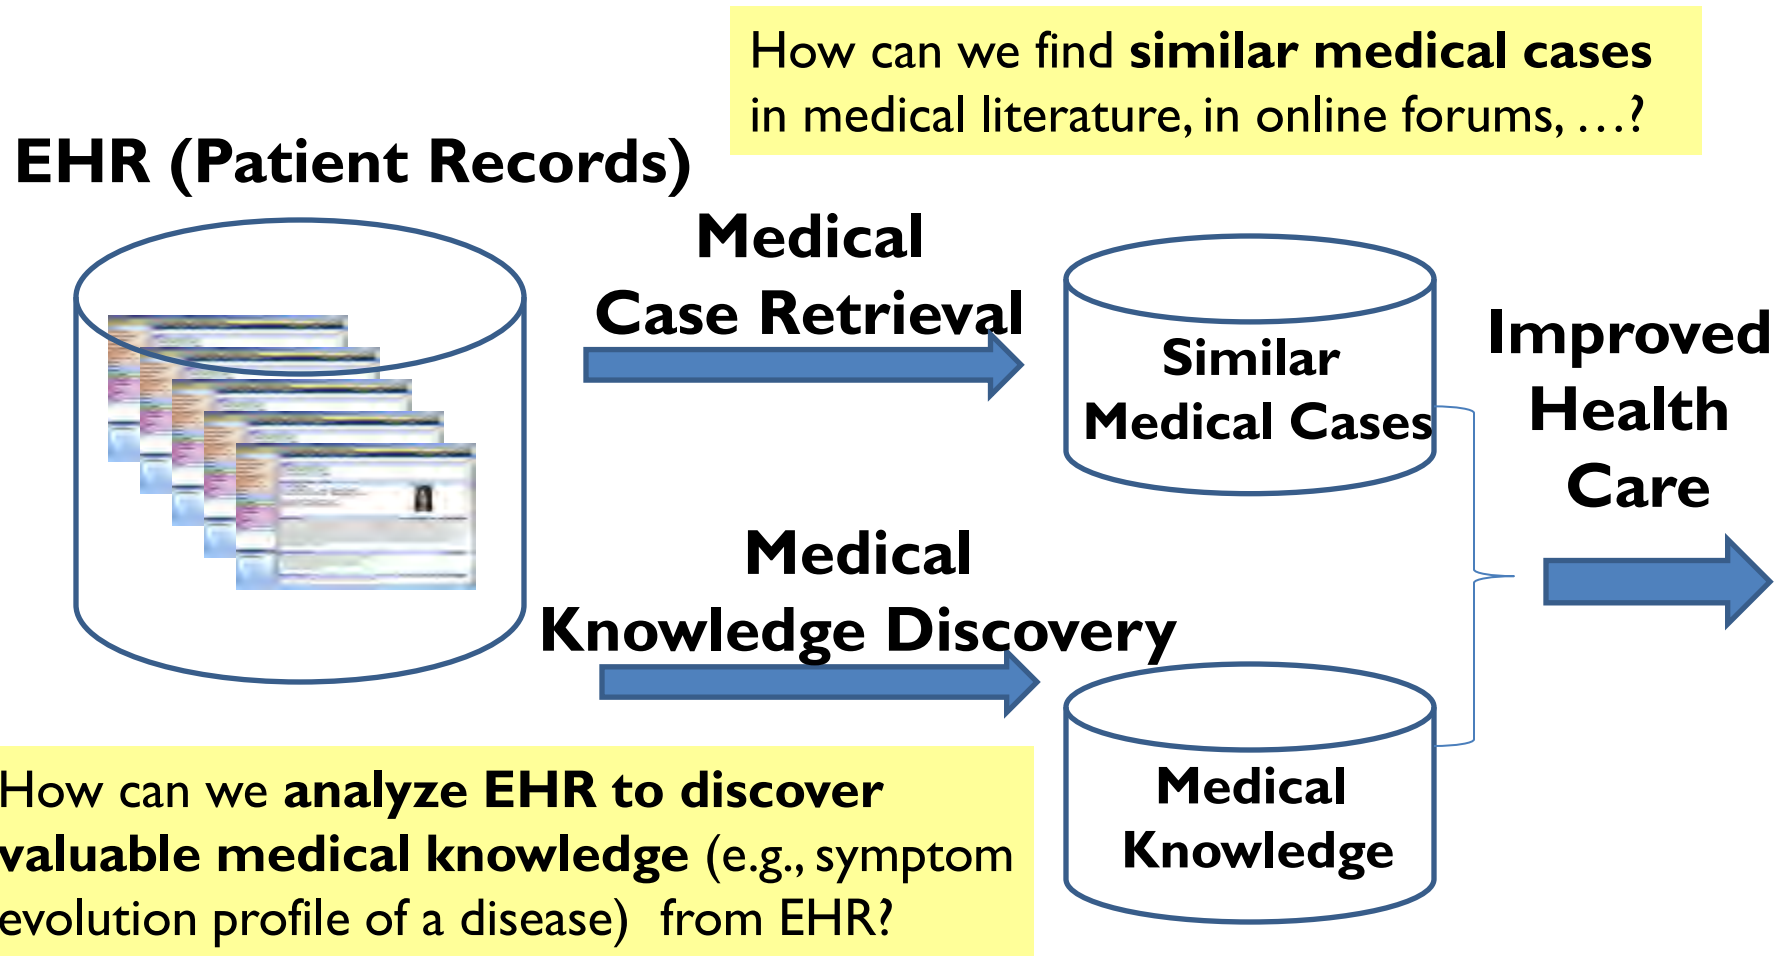 How can we find similar medical cases
in medical literature, in online forums, …?
EHR (Patient Records)
Medical
Case Retrieval
Similar
Medical Cases
Improved
Health
Care
Medical
Knowledge Discovery
Medical
Knowledge
How can we analyze EHR to discover
valuable medical knowledge (e.g., symptom
evolution profile of a disease) from EHR?